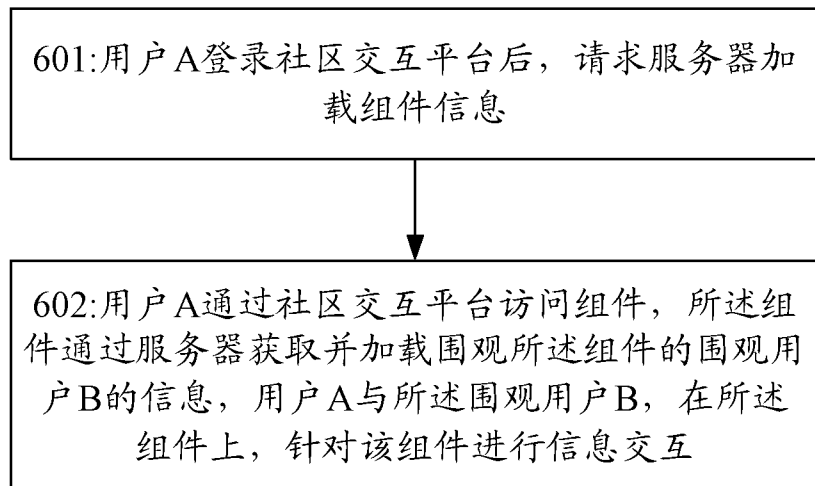 601:用户A登录社区交互平台后，请求服务器加
载组件信息
602:用户A通过社区交互平台访问组件，所述组
件通过服务器获取并加载围观所述组件的围观用
户B的信息，用户A与所述围观用户B，在所述
组件上，针对该组件进行信息交互